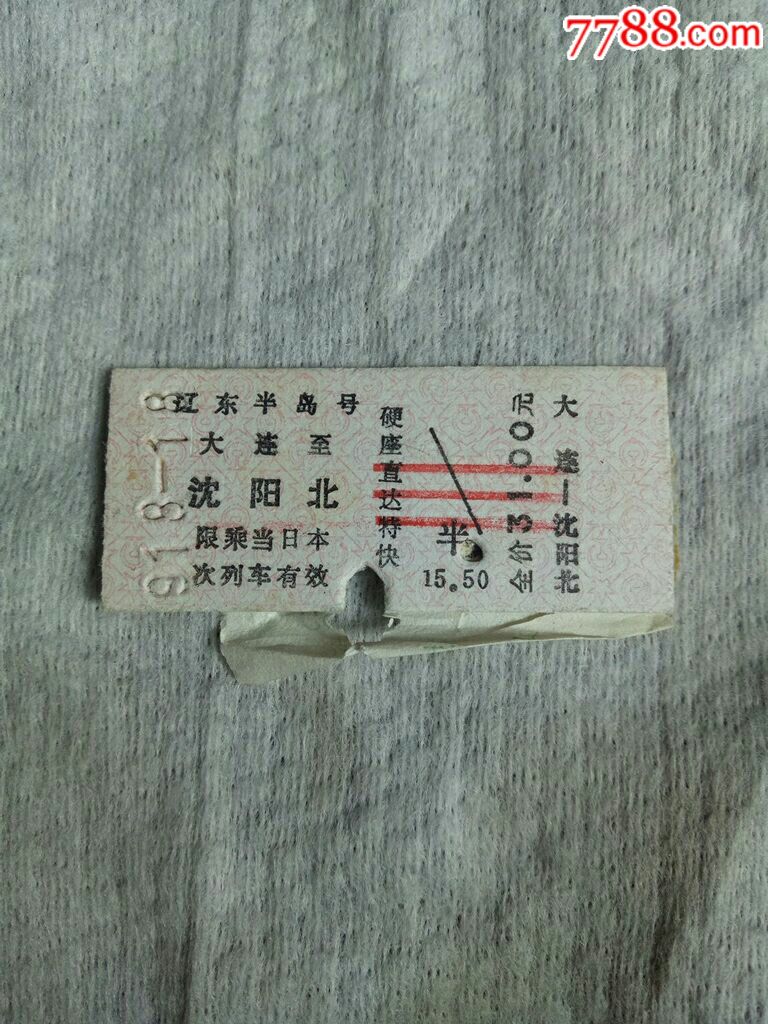 7788.com
辽东半岛号
大连至
沈阳北
限乘当日本
次列车有效
硬座直达特快
半
15.50
全价31.00元
大连—沈阳北